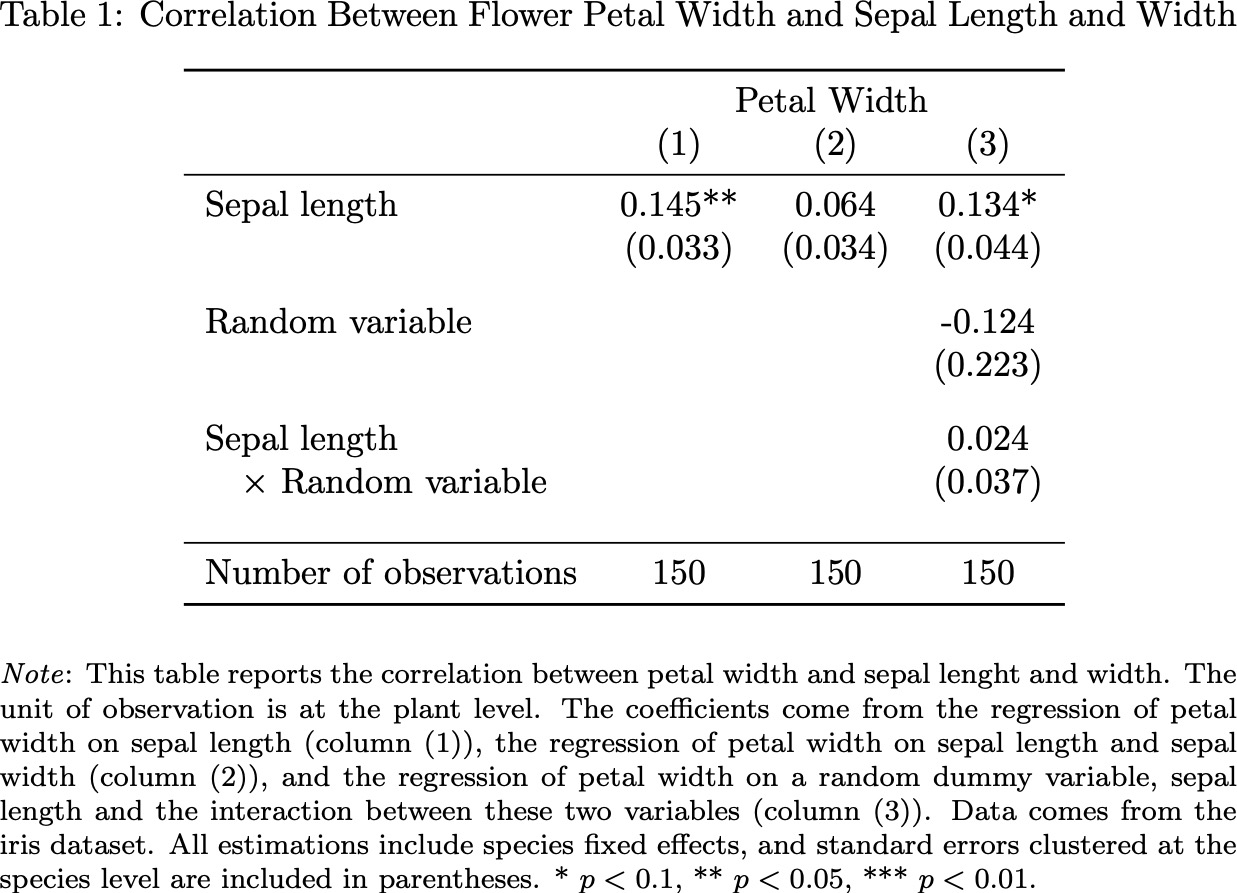 Table 1: Correlation Between Flower Petal Width and Sepal Length and Width
Petal Width
(1) (2) (3)
Sepal length 0.145** 0.064 0.134*
(0.033) (0.034) (0.044)
Random variable -0.124
(0.223)
Sepal length 0.024
× Random variable (0.037)
Number of observations 150 150 150
Note: This table reports the correlation between petal width and sepal lenght and width. The
unit of observation is at the plant level. The coefficients come from the regression of petal
width on sepal length (column (1)), the regression of petal width on sepal length and sepal
width (column (2)), and the regression of petal width on a random dummy variable, sepal
length and the interaction between these two variables (column (3)). Data comes from the
iris dataset. All estimations include species fixed effects, and standard errors clustered at the
species level are included in parentheses. * p < 0.1, ** p < 0.05, *** p < 0.01.